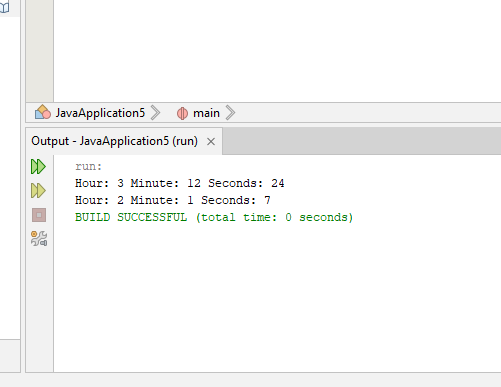 JavaApplication5 main
Output - JavaApplication5 (run) ×
run:
Hour: 3 Minute: 12 Seconds: 24
Hour: 2 Minute: 1 Seconds: 7
BUILD SUCCESSFUL (total time: 0 seconds)